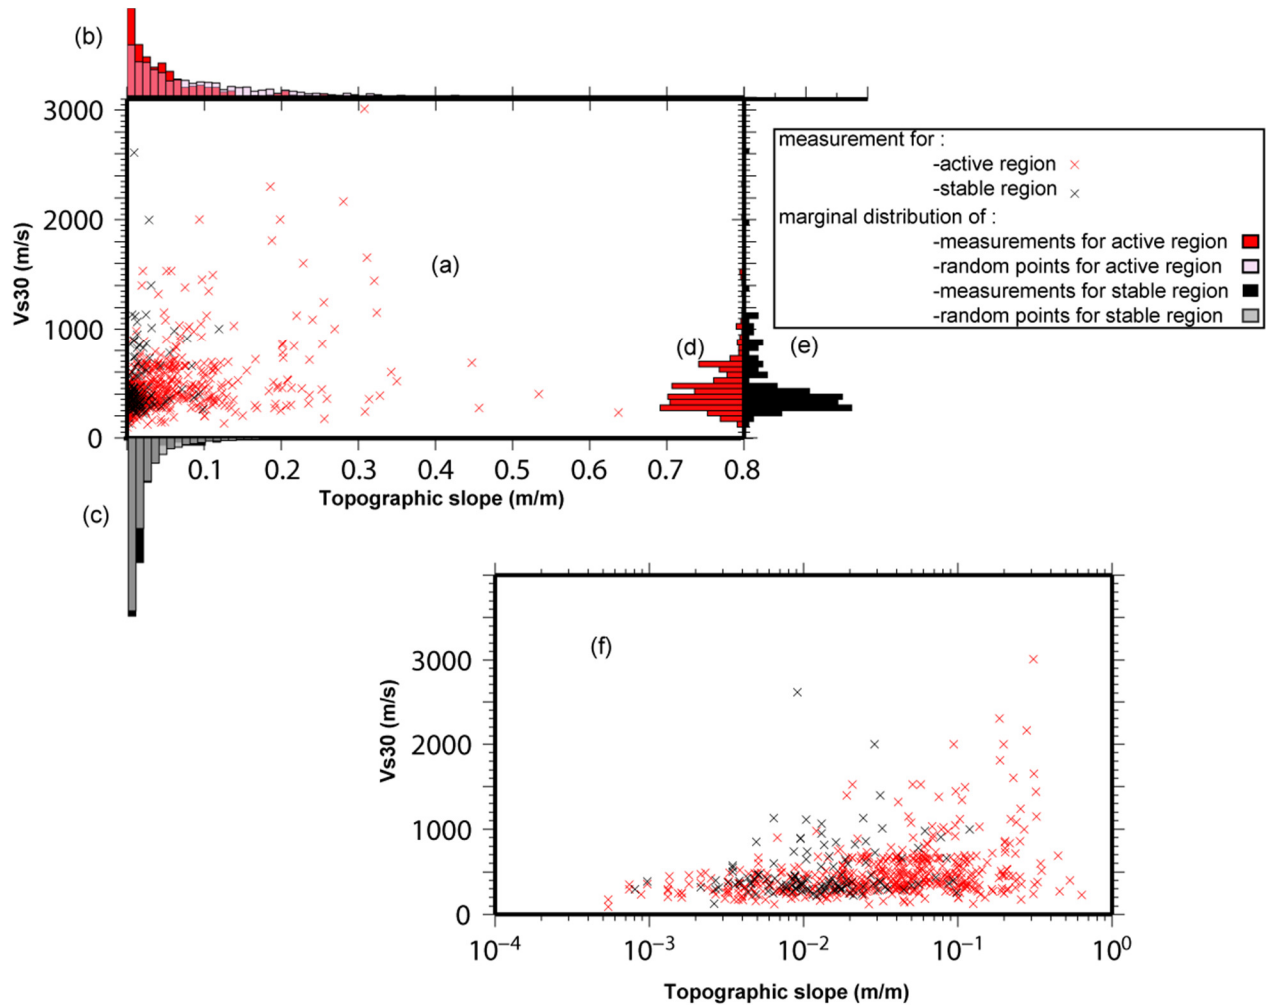 (b)
3000
2000
1000
0
Vs30 (m/s)
(a)
(d)
(e)
measurement for :
-active region
-stable region
marginal distribution of :
-measurements for active region
-random points for active region
-measurements for stable region
-random points for stable region
0.1 0.2 0.3 0.4 0.5 0.6 0.7 0.8
Topographic slope (m/m)
(c)
(f)
3000
2000
1000
0
Vs30 (m/s)
10⁻⁴ 10⁻³ 10⁻² 10⁻¹ 10⁰
Topographic slope (m/m)